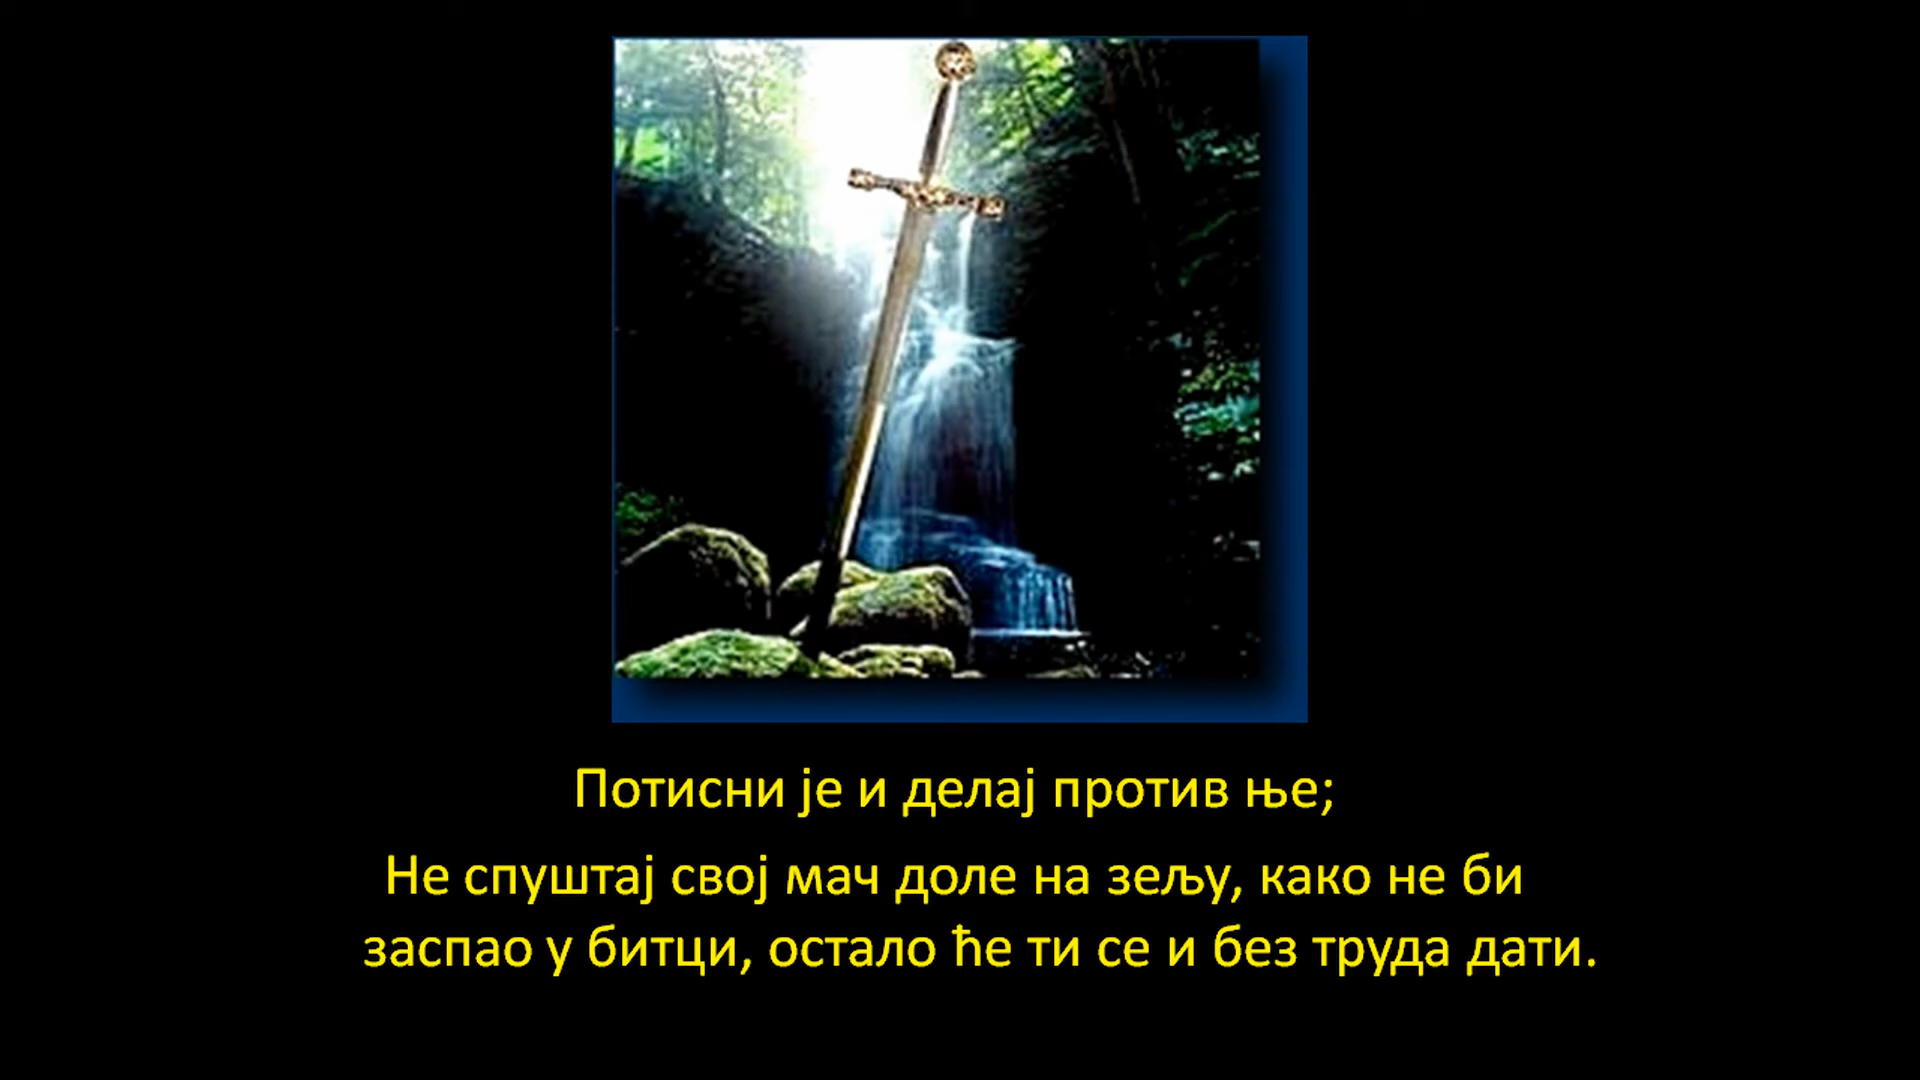 Потисни је и делај против ње;
Не спуштај свој мач доле на зељу, како не би
заспао у битци, остало ће ти се и без труда дати.